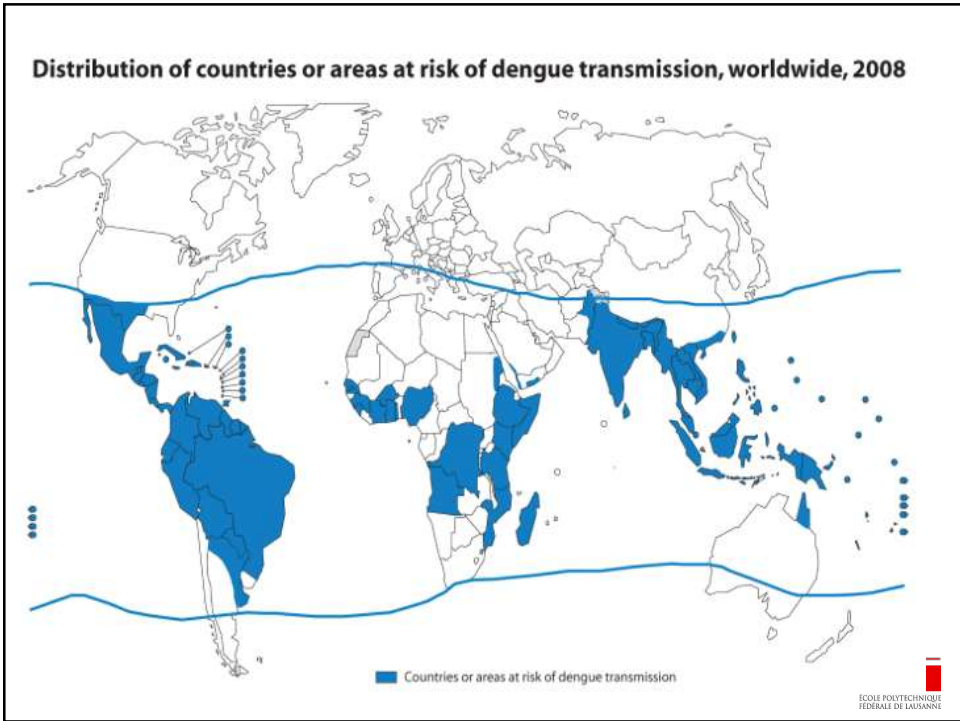 Distribution of countries or areas at risk of dengue transmission, worldwide, 2008
Countries or areas at risk of dengue transmission
ÉCOLE POLYTECHNIQUE
FÉDÉRALE DE LAUSANNE